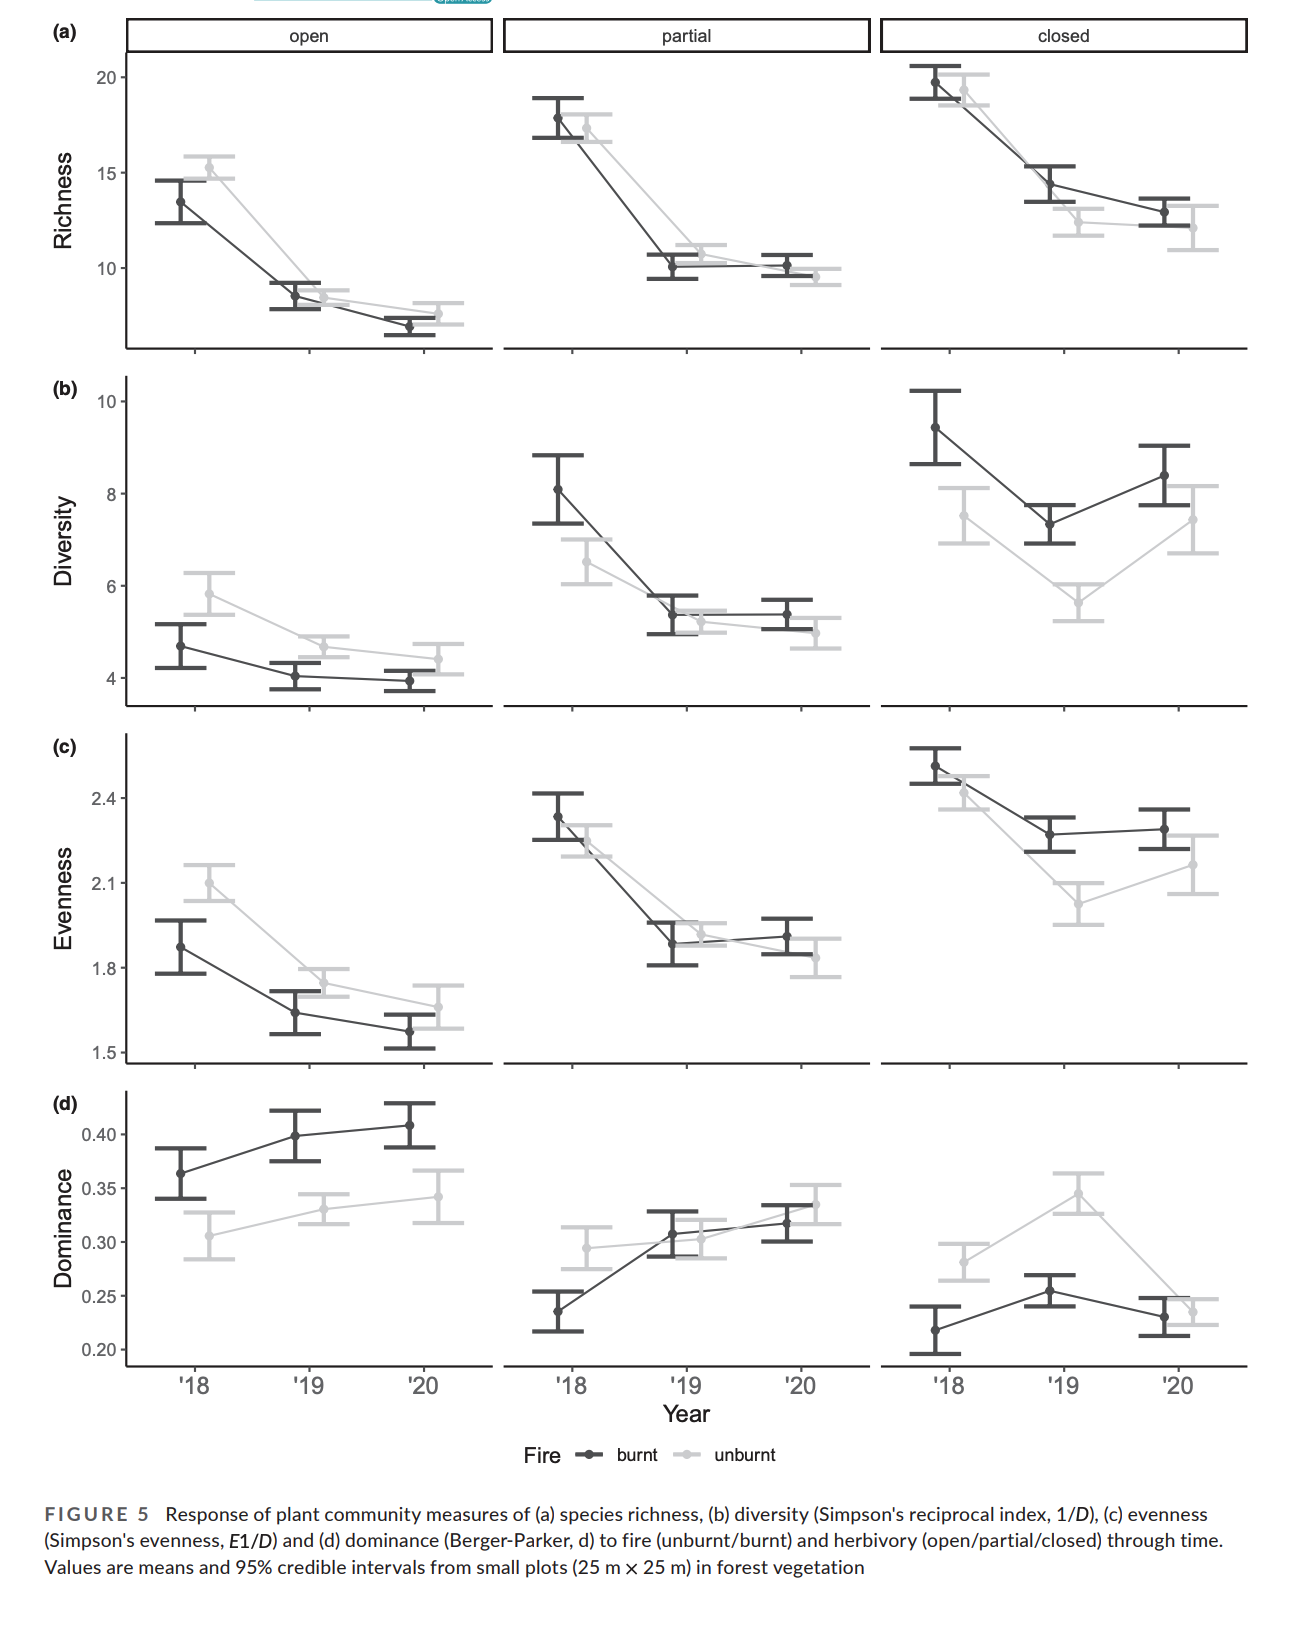 (a)
open partial closed
20
15
10
Richness
(b)
10
8
6
4
Diversity
(c)
2.4
2.1
1.8
1.5
Evenness
(d)
0.40
0.35
0.30
0.25
0.20
Dominance
'18 '19 '20 '18 '19 '20 '18 '19 '20
Year
Fire burnt unburnt
FIGURE 5 Response of plant community measures of (a) species richness, (b) diversity (Simpson's reciprocal index, 1/D), (c) evenness
(Simpson's evenness, E1/D) and (d) dominance (Berger-Parker, d) to fire (unburnt/burnt) and herbivory (open/partial/closed) through time.
Values are means and 95% credible intervals from small plots (25 m × 25 m) in forest vegetation